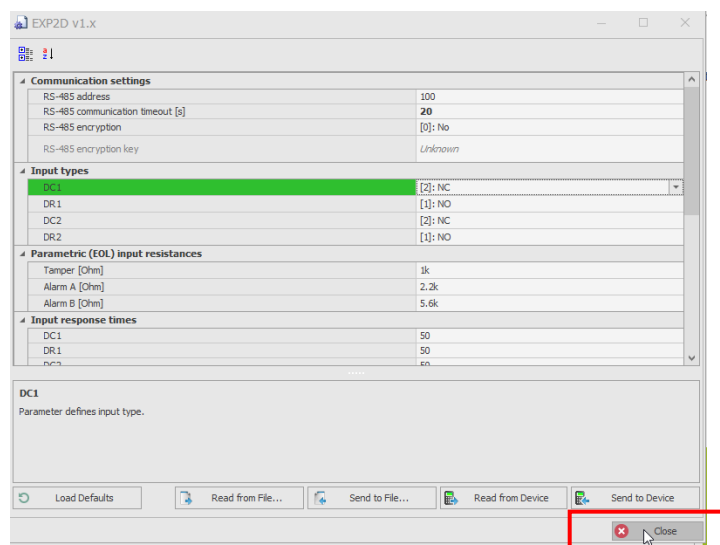 EXP2D v1.x
Communication settings
RS-485 address 100
RS-485 communication timeout [s] 20
RS-485 encryption [0]: No
RS-485 encryption key Unknown
Input types
DC1 [2]: NC
DR1 [1]: NO
DC2 [2]: NC
DR2 [1]: NO
Parametric (EOL) input resistances
Tamper [Ohm] 1k
Alarm A [Ohm] 2.2k
Alarm B [Ohm] 5.6k
Input response times
DC1 50
DR1 50
DC2 50
DC1
Parameter defines input type.
Load Defaults Read from File... Send to File... Read from Device Send to Device
Close